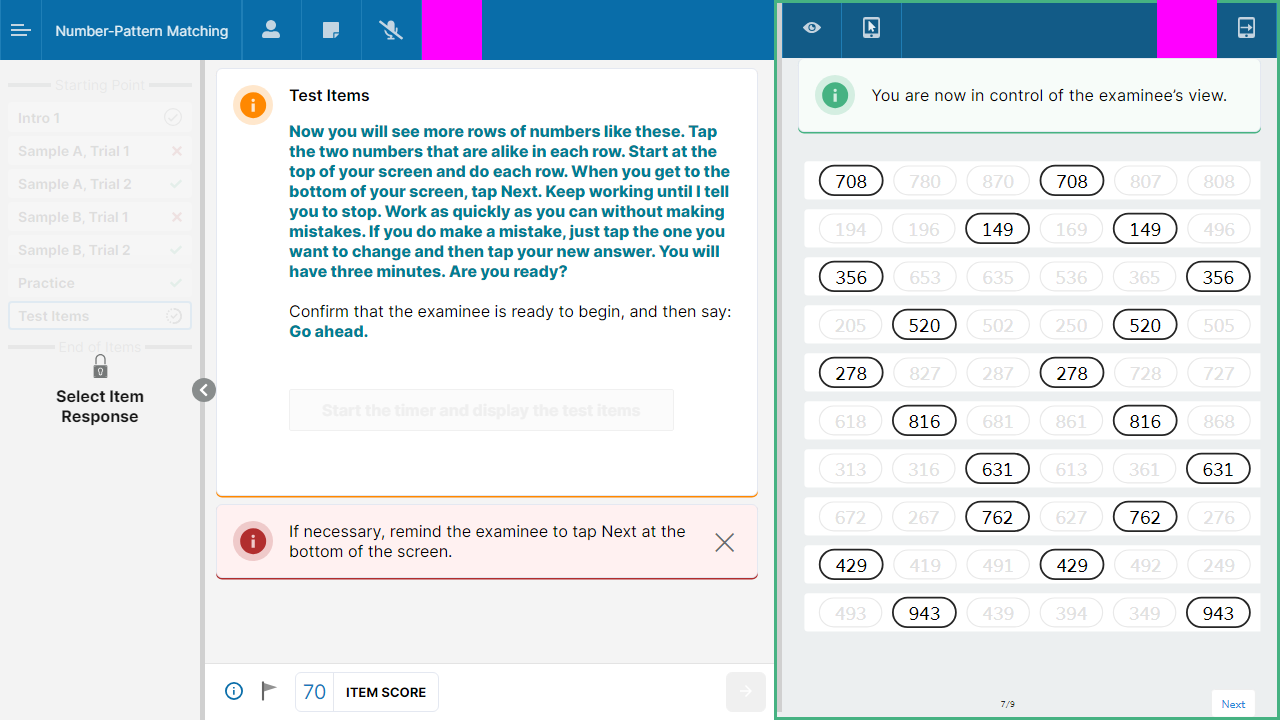 Number-Pattern Matching
Starting Point
Intro 1
Sample A, Trial 1
Sample A, Trial 2
Sample B, Trial 1
Sample B, Trial 2
Practice
Test Items
End of Items
Select Item
Response
Test Items
Now you will see more rows of numbers like these. Tap
the two numbers that are alike in each row. Start at the
top of your screen and do each row. When you get to the
bottom of your screen, tap Next. Keep working until I tell
you to stop. Work as quickly as you can without making
mistakes. If you do make a mistake, just tap the one you
want to change and then tap your new answer. You will
have three minutes. Are you ready?
Confirm that the examinee is ready to begin, and then say:
Go ahead.
Start the timer and display the test items
If necessary, remind the examinee to tap Next at the
bottom of the screen.
70 ITEM SCORE
You are now in control of the examinee's view.
708 780 870 708 807 808
194 196 149 169 149 496
356 653 635 536 365 356
205 520 502 250 520 505
278 827 287 278 728 727
618 816 681 861 816 868
313 316 631 613 361 631
672 267 762 627 762 276
429 419 491 429 492 249
493 943 439 394 349 943
7/9
Next